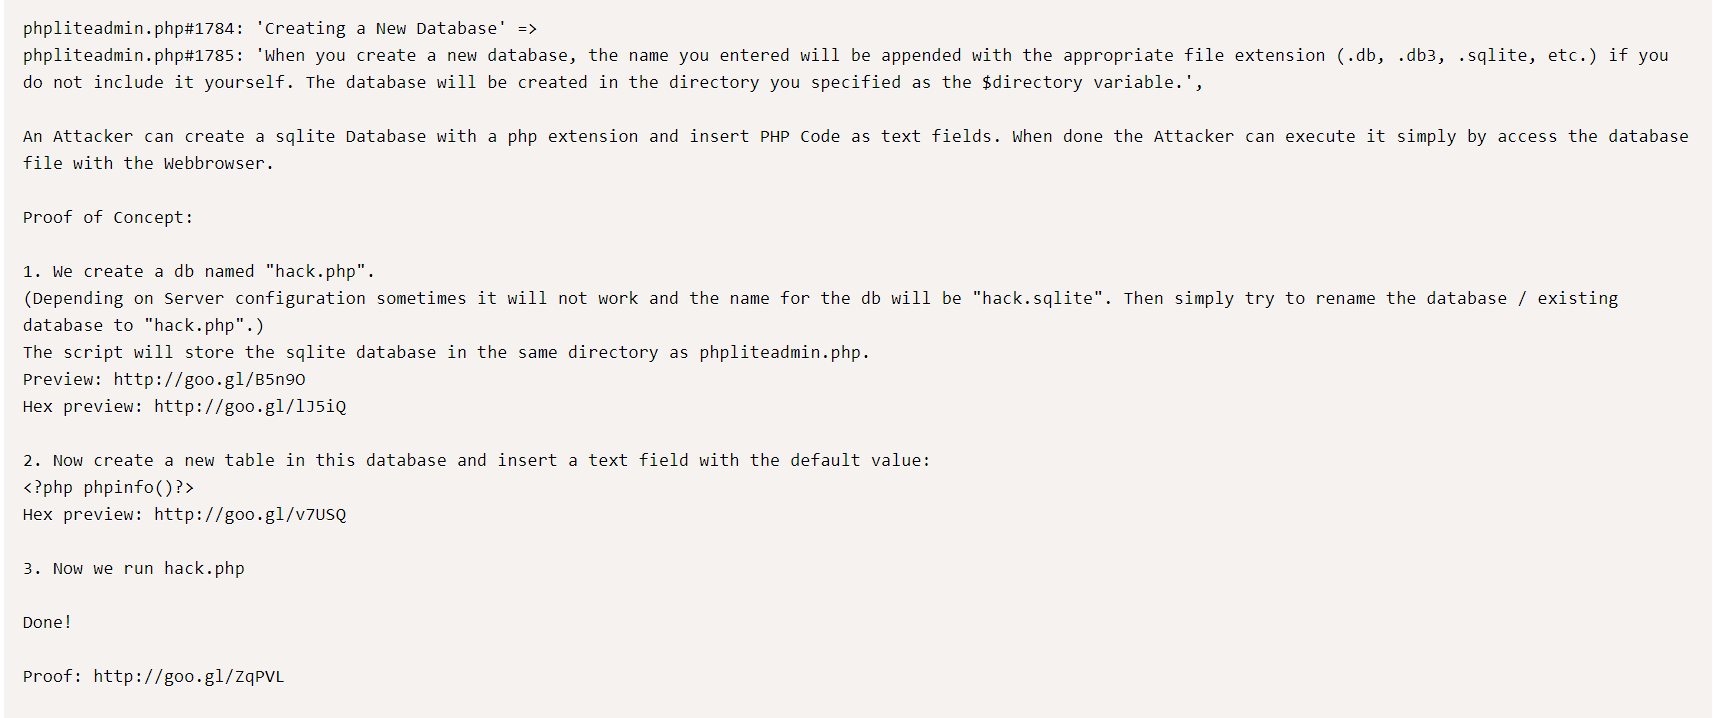 phpliteadmin.php#1784: 'Creating a New Database' =>
phpliteadmin.php#1785: 'When you create a new database, the name you entered will be appended with the appropriate file extension (.db, .db3, .sqlite, etc.) if you
do not include it yourself. The database will be created in the directory you specified as the $directory variable.',
An Attacker can create a sqlite Database with a php extension and insert PHP Code as text fields. When done the Attacker can execute it simply by access the database
file with the Webbrowser.
Proof of Concept:
1. We create a db named "hack.php".
(Depending on Server configuration sometimes it will not work and the name for the db will be "hack.sqlite". Then simply try to rename the database / existing
database to "hack.php".)
The script will store the sqlite database in the same directory as phpliteadmin.php.
Preview: http://goo.gl/B5n9O
Hex preview: http://goo.gl/lJ5iQ
2. Now create a new table in this database and insert a text field with the default value:
<?php phpinfo()?>
Hex preview: http://goo.gl/v7USQ
3. Now we run hack.php
Done!
Proof: http://goo.gl/ZqPVL